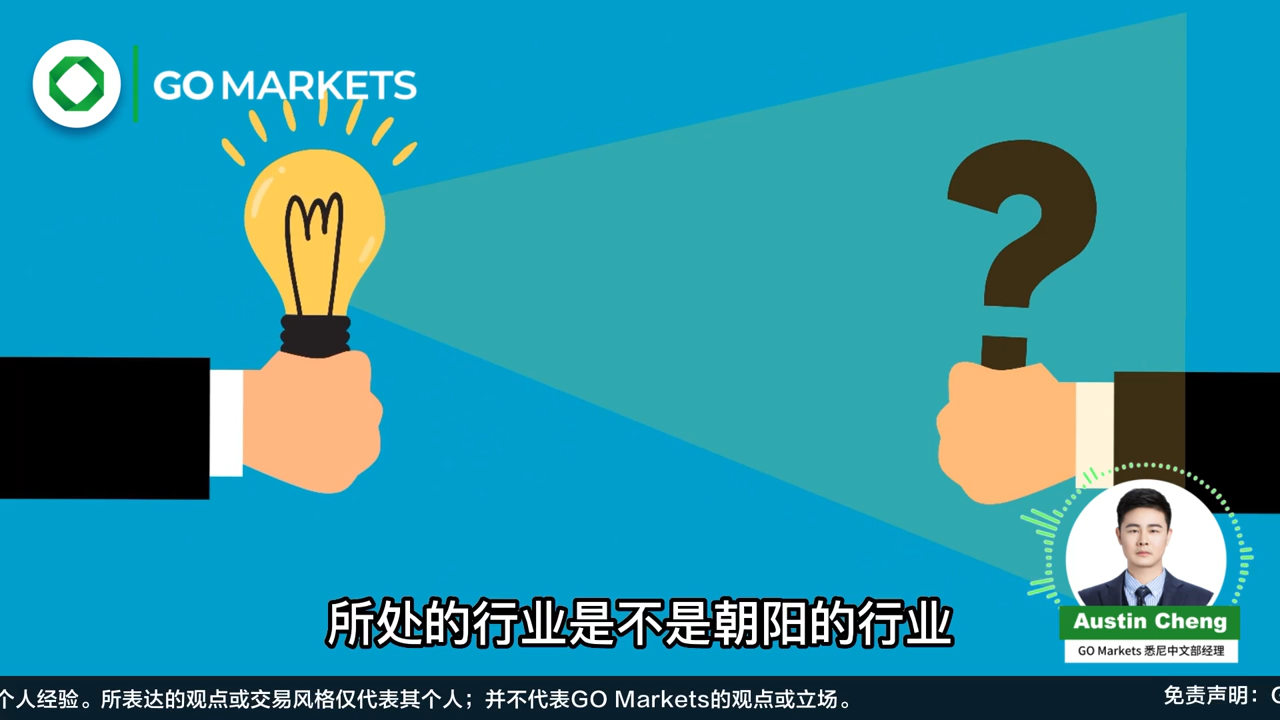 GO MARKETS
所处的行业是不是朝阳的行业
Austin Cheng
GO Markets 悉尼中文部经理
个人经验。所表达的观点或交易风格仅代表其个人；并不代表GO Markets的观点或立场。
免责声明：G